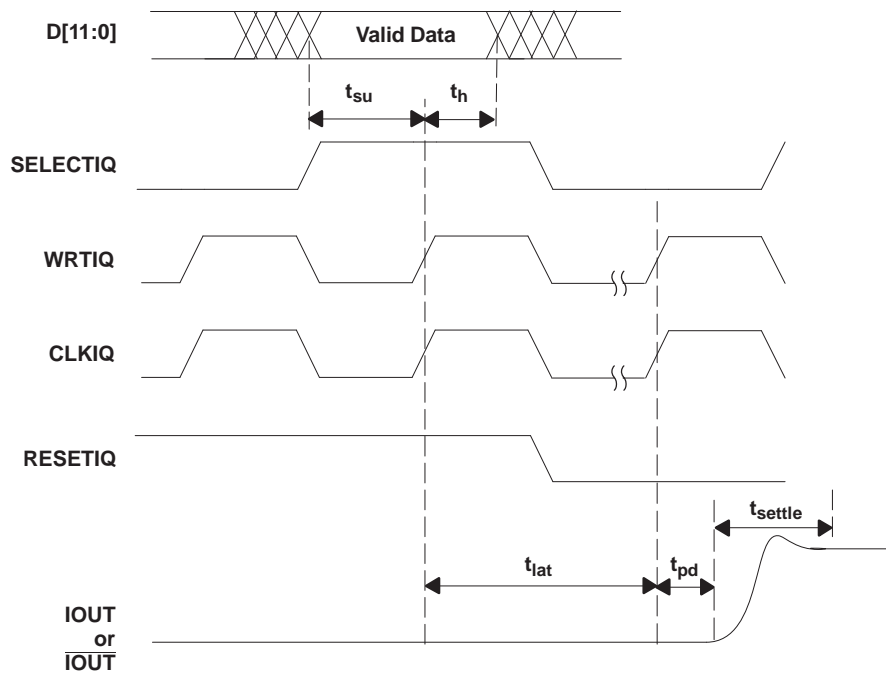 D[11:0]
Valid Data
tsu
th
SELECTIQ
WRTIQ
CLKIQ
RESETIQ
tsettle
tlat
tpd
IOUT
or
IOUT